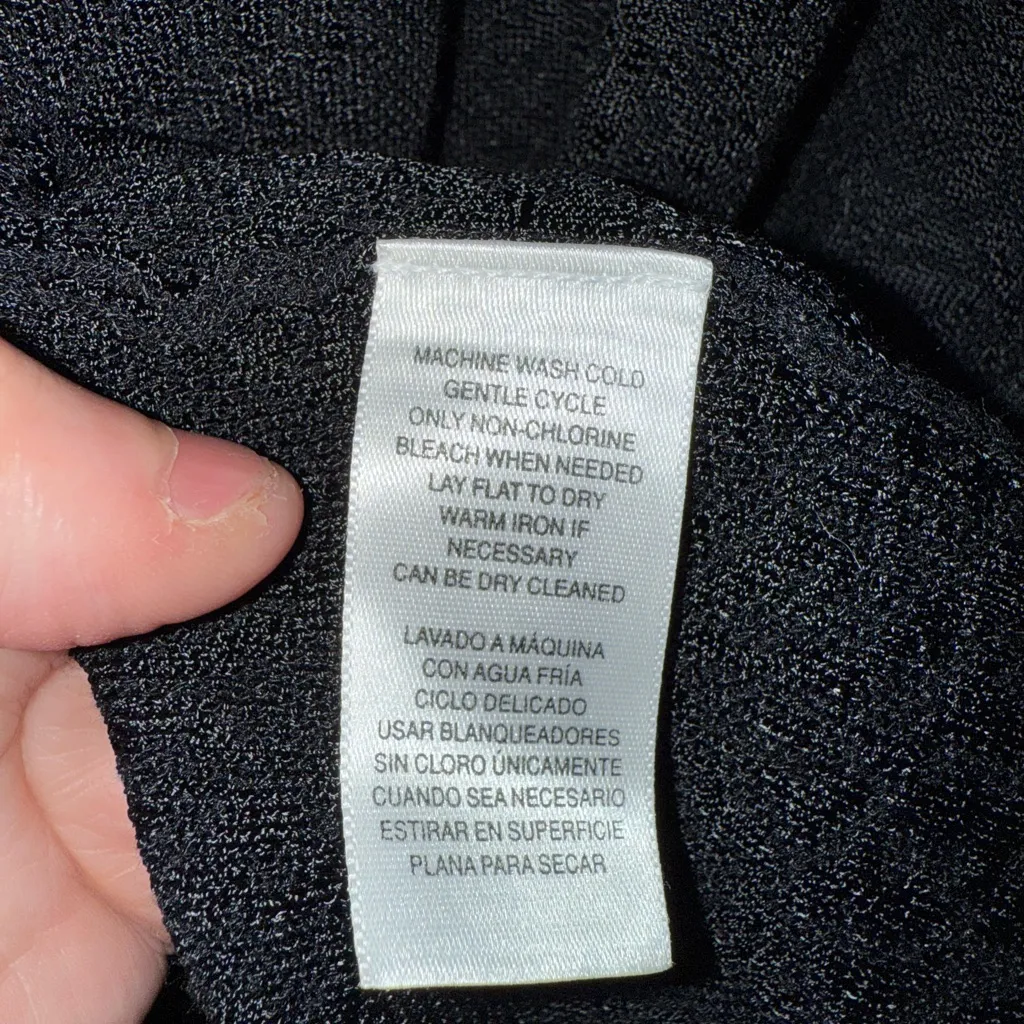 MACHINE WASH COLD
GENTLE CYCLE
ONLY NON-CHLORINE
BLEACH WHEN NEEDED
LAY FLAT TO DRY
WARM IRON IF
NECESSARY
CAN BE DRY CLEANED
LAVADO A MÁQUINA
CON AGUA FRÍA
CICLO DELICADO
USAR BLANQUEADORES
SIN CLORO ÚNICAMENTE
CUANDO SEA NECESARIO
ESTIRAR EN SUPERFICIE
PLANA PARA SECAR